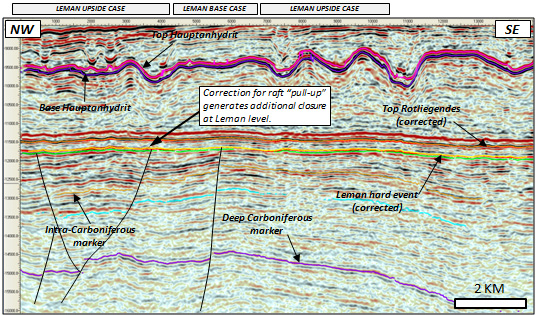 LEMAN UPSIDE CASE LEMAN BASE CASE LEMAN UPSIDE CASE
NW SE
Top Hauptanhydrit
Base Hauptanhydrit
Correction for raft "pull-up"
generates additional closure
at Leman level.
Top Rotliegendes
(corrected)
Leman hard event
(corrected)
Intra-Carboniferous
marker
Deep Carboniferous
marker
2 KM